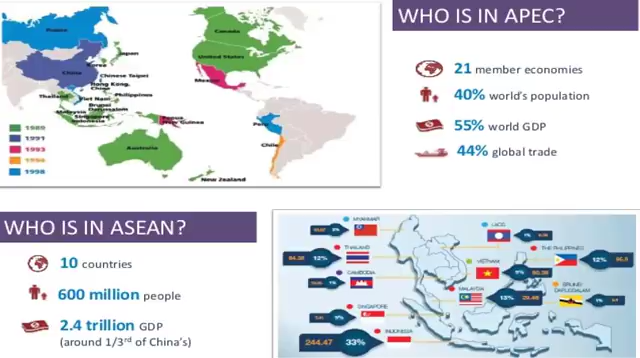 WHO IS IN APEC?
21 member economies
40% world's population
55% world GDP
44% global trade
Canada
United States
Mexico
Japan
Korea
China
Chinese Taipei
Hong Kong,
China
Thailand
Viet Nam
Philippines
Brunei
Darussalam
Malaysia
Singapore
Indonesia
Papua
New Guinea
Peru
Chile
Australia
New Zealand
1989
1991
1993
1994
1998
WHO IS IN ASEAN?
10 countries
600 million people
2.4 trillion GDP
(around 1/3rd of China's)
MYANMAR
LAOS
THAILAND
12%
THE PHILIPPINES
12%
CAMBODIA
VIETNAM
MALAYSIA
13%
BRUNEI
DARUSSALAM
SINGAPORE
INDONESIA
244.47 33%